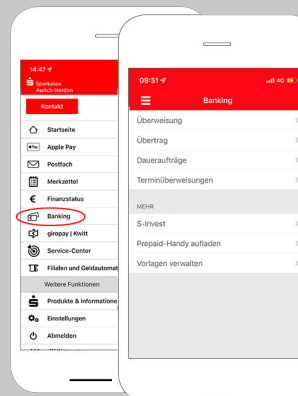 14:47
Sparkasse
Aurich-Norden
Kontakt
Startseite
Pay Apple Pay
Postfach
Merkzettel
Finanzstatus
Banking
giropay | Kwitt
Service-Center
Filialen und Geldautomat
Weitere Funktionen
Produkte & Informatione
Einstellungen
Abmelden
09:51
4G
Banking
Überweisung
Übertrag
Daueraufträge
Terminüberweisungen
MEHR
S-Invest
Prepaid-Handy aufladen
Vorlagen verwalten